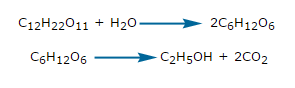 C12H22O11 + H2O ⟶ 2C6H12O6
C6H12O6 ⟶ C2H5OH + 2CO2